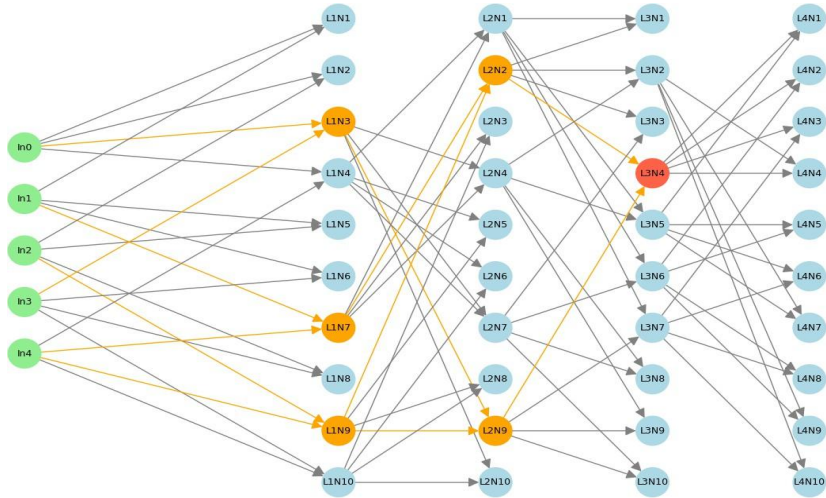 L1N1 L2N1 L3N1 L4N1
L1N2 L2N2 L3N2 L4N2
L1N3 L2N3 L3N3 L4N3
In0
L1N4 L2N4 L3N4 L4N4
In1
L1N5 L2N5 L3N5 L4N5
In2
L1N6 L2N6 L3N6 L4N6
In3
L1N7 L2N7 L3N7 L4N7
In4
L1N8 L2N8 L3N8 L4N8
L1N9 L2N9 L3N9 L4N9
L1N10 L2N10 L3N10 L4N10